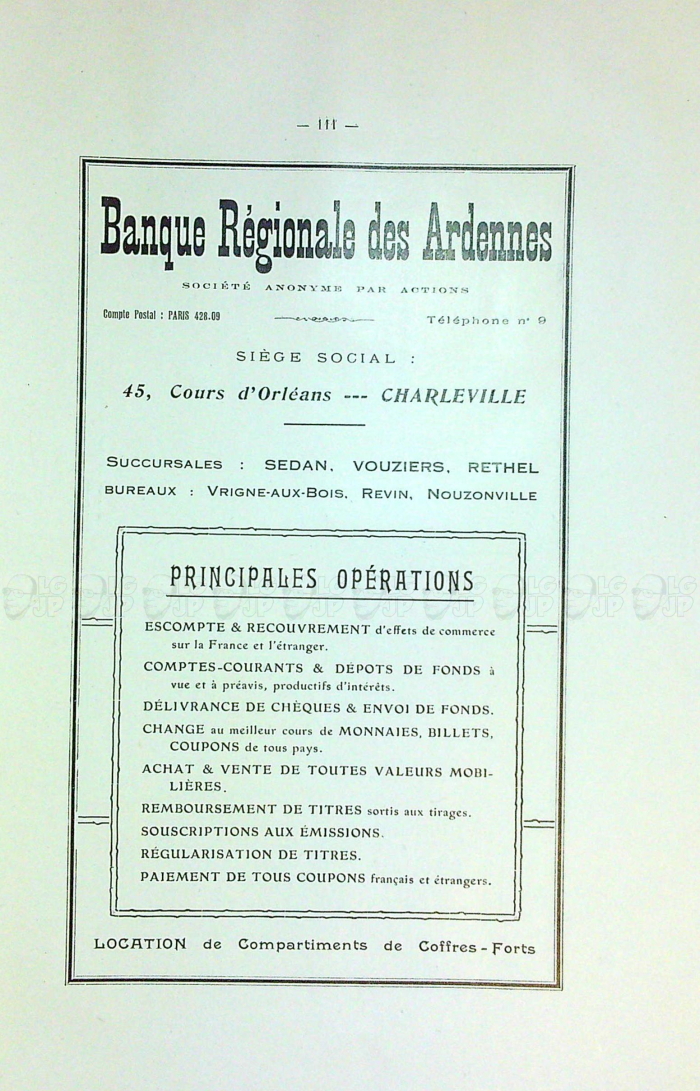 — III —
Banque Régionale des Ardennes
SOCIÉTÉ ANONYME PAR ACTIONS
Compte Postal : PARIS 428.09
Téléphone n° 9
SIÈGE SOCIAL :
45, Cours d'Orléans --- CHARLEVILLE
SUCCURSALES : SEDAN, VOUZIERS, RETHEL
BUREAUX : VRIGNE-AUX-BOIS, REVIN, NOUZONVILLE
PRINCIPALES OPÉRATIONS
ESCOMPTE & RECOUVREMENT d'effets de commerce
sur la France et l'étranger.
COMPTES-COURANTS & DÉPOTS DE FONDS à
vue et à préavis, productifs d'intérêts.
DÉLIVRANCE DE CHÈQUES & ENVOI DE FONDS.
CHANGE au meilleur cours de MONNAIES, BILLETS,
COUPONS de tous pays.
ACHAT & VENTE DE TOUTES VALEURS MOBI-
LIÈRES.
REMBOURSEMENT DE TITRES sortis aux tirages.
SOUSCRIPTIONS AUX ÉMISSIONS.
RÉGULARISATION DE TITRES.
PAIEMENT DE TOUS COUPONS français et étrangers.
LOCATION de Compartiments de Coffres-Forts